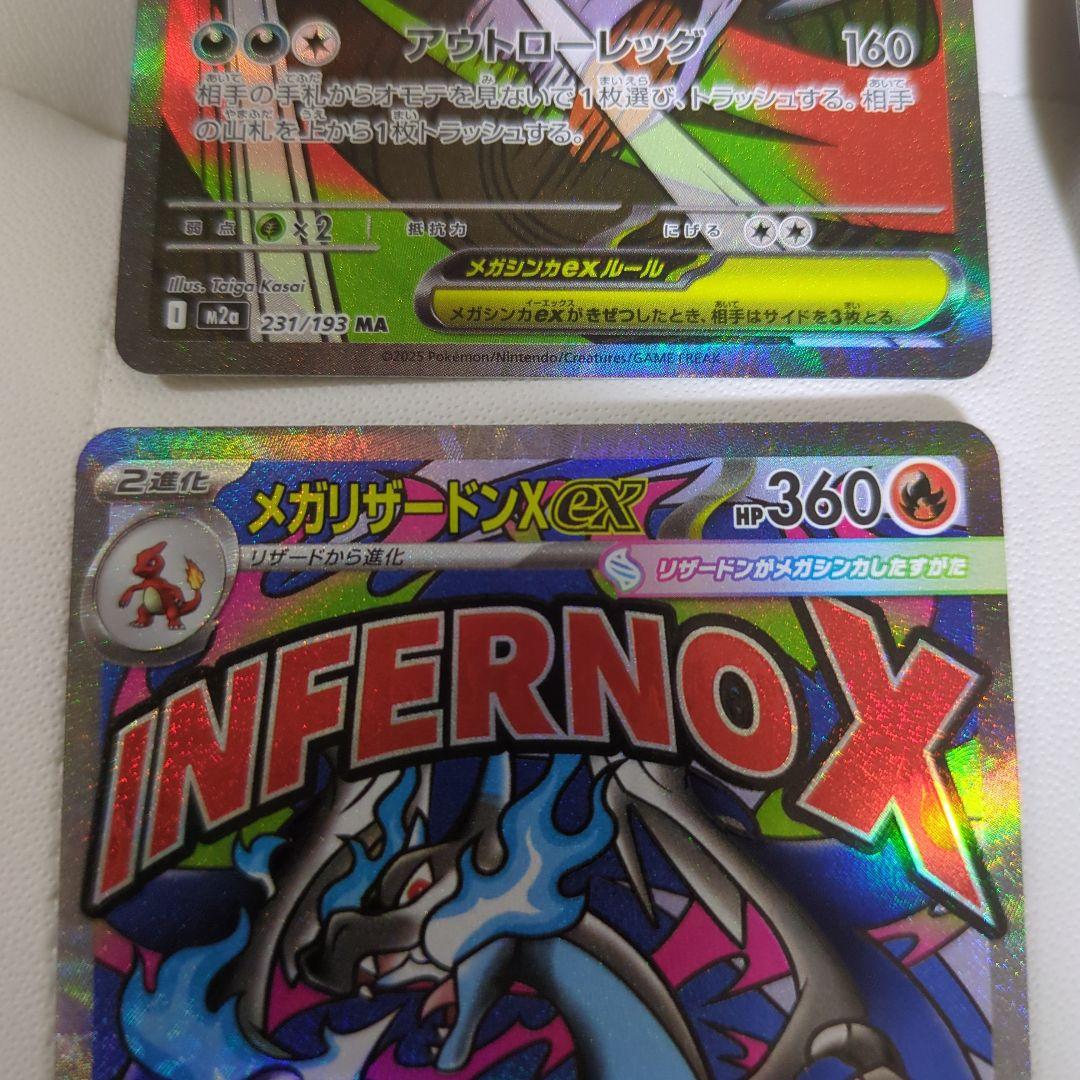 アウトローレッグ 160
相手の手札からオモテを見ないで1枚選び、トラッシュする。相手
の山札を上から1枚トラッシュする。
弱点 ×2 抵抗力 にげる
メガシンカexルール
メガシンカexがきぜつしたとき、相手はサイドを3枚とる。
Illus. Taiga Kasai
I M2a 231/193 MA
©2025 Pokémon/Nintendo/Creatures/GAME FREAK.
2進化 メガリザードンXex HP360
リザードから進化
リザードンがメガシンカしたすがた
INFERNO X